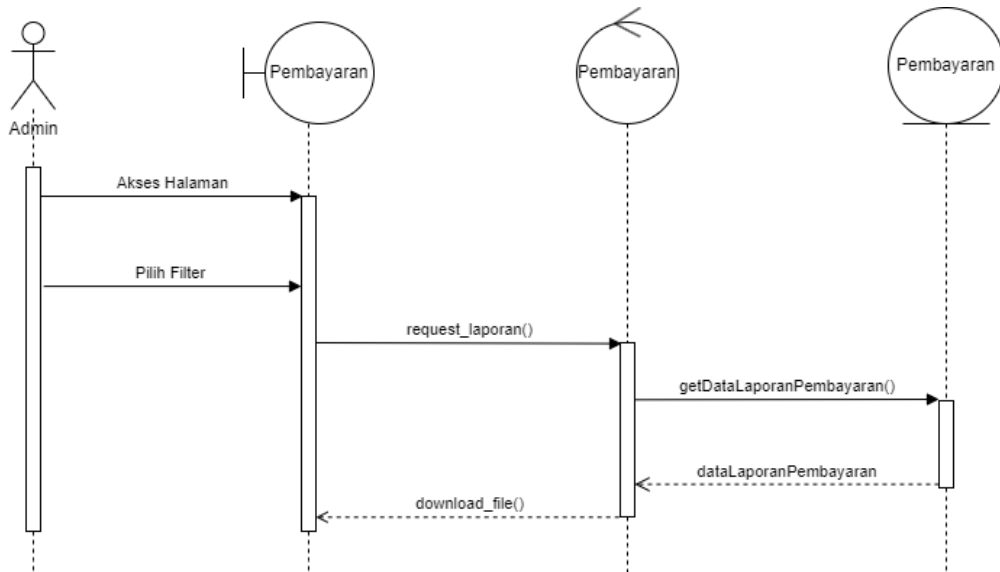 Pembayaran
Pembayaran
Pembayaran
Admin
Akses Halaman
Pilih Filter
request_laporan()
getDataLaporanPembayaran()
dataLaporanPembayaran
download_file()